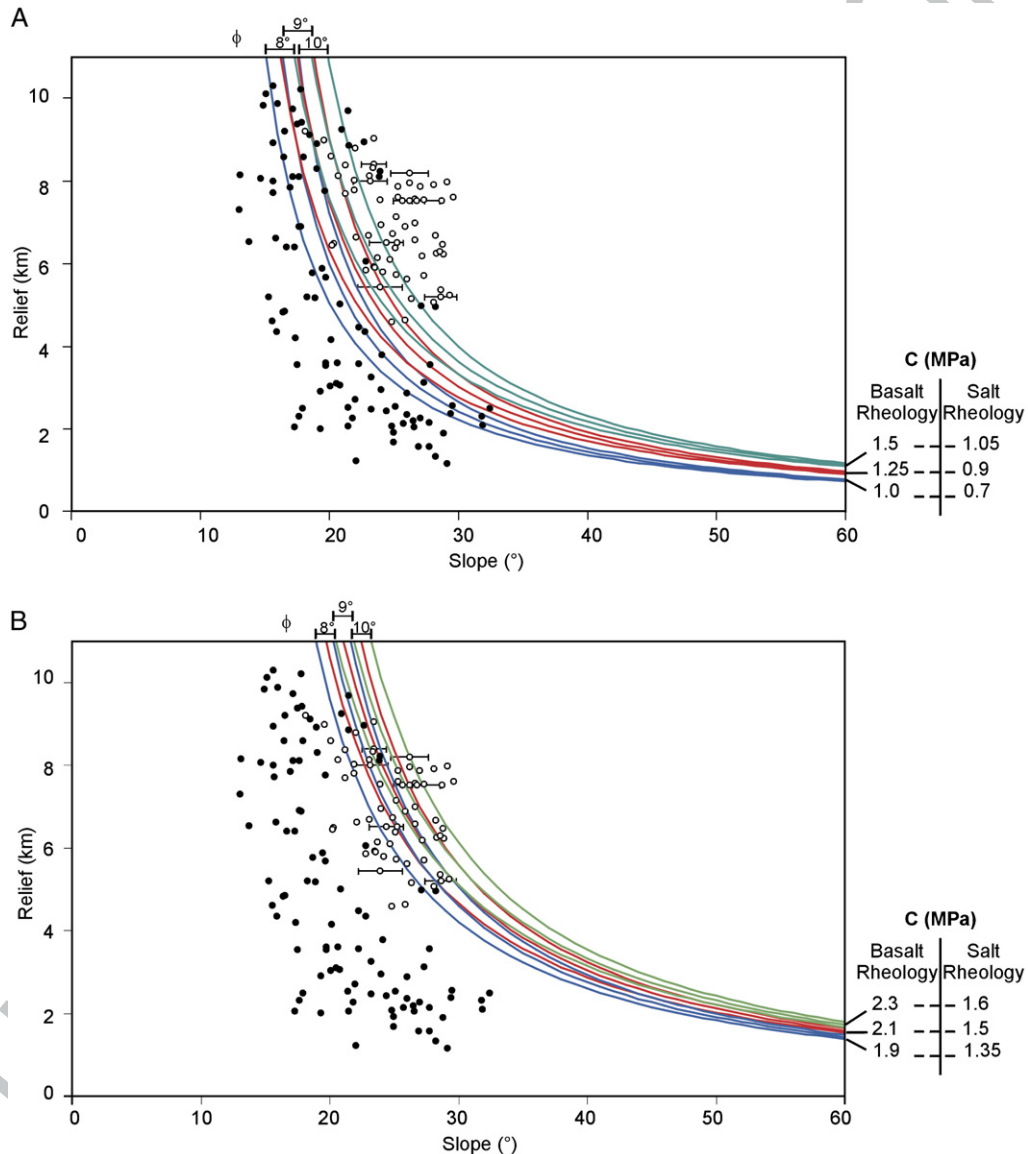 A
ϕ
9°
8° 10°
10
8
6
4
2
0
Relief (km)
0 10 20 30 40 50 60
Slope (°)
C (MPa)
Basalt Salt
Rheology Rheology
1.5 1.05
1.25 0.9
1.0 0.7
B
ϕ
9°
8° 10°
10
8
6
4
2
0
Relief (km)
0 10 20 30 40 50 60
Slope (°)
C (MPa)
Basalt Salt
Rheology Rheology
2.3 1.6
2.1 1.5
1.9 1.35